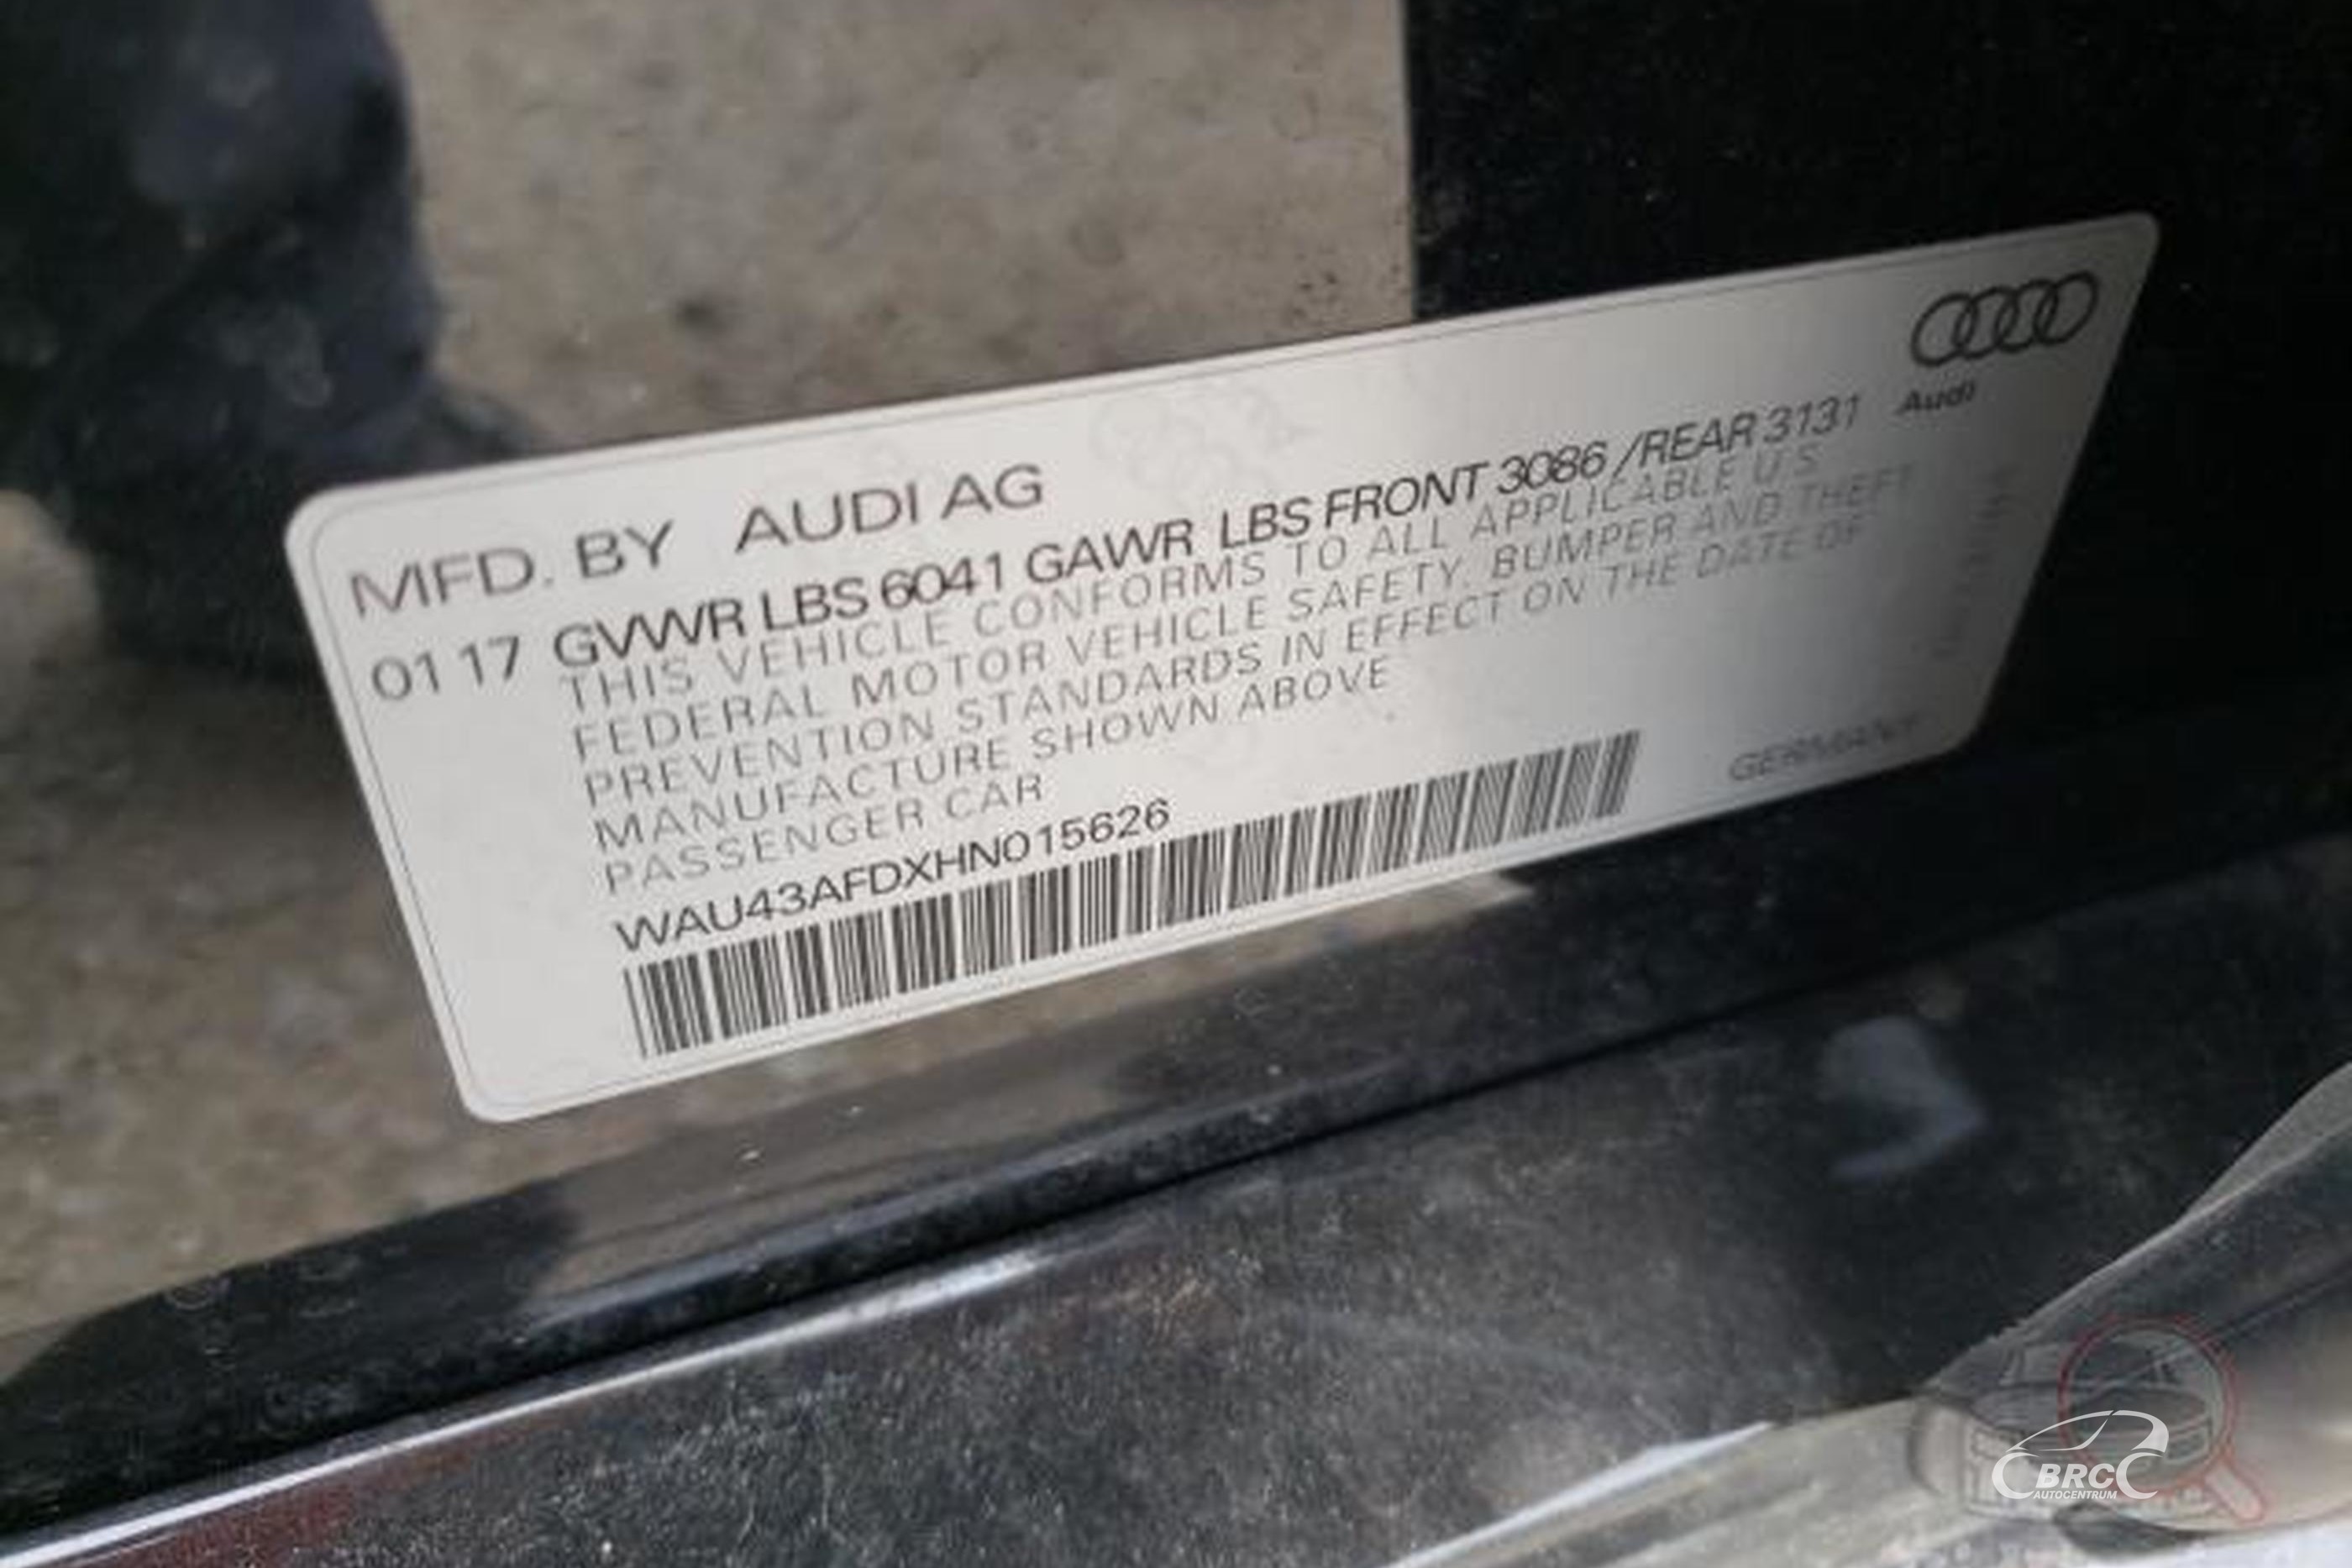 Audi
MFD. BY AUDI AG
01 17 GVWR LBS 6041 GAWR LBS FRONT 3086 /REAR 3131
THIS VEHICLE CONFORMS TO ALL APPLICABLE U.S.
FEDERAL MOTOR VEHICLE SAFETY. BUMPER AND THEFT
PREVENTION STANDARDS IN EFFECT ON THE DATE OF
MANUFACTURE SHOWN ABOVE
PASSENGER CAR
WAU43AFDXHN015626
GERMANY
BRC
AUTOCENTRUM